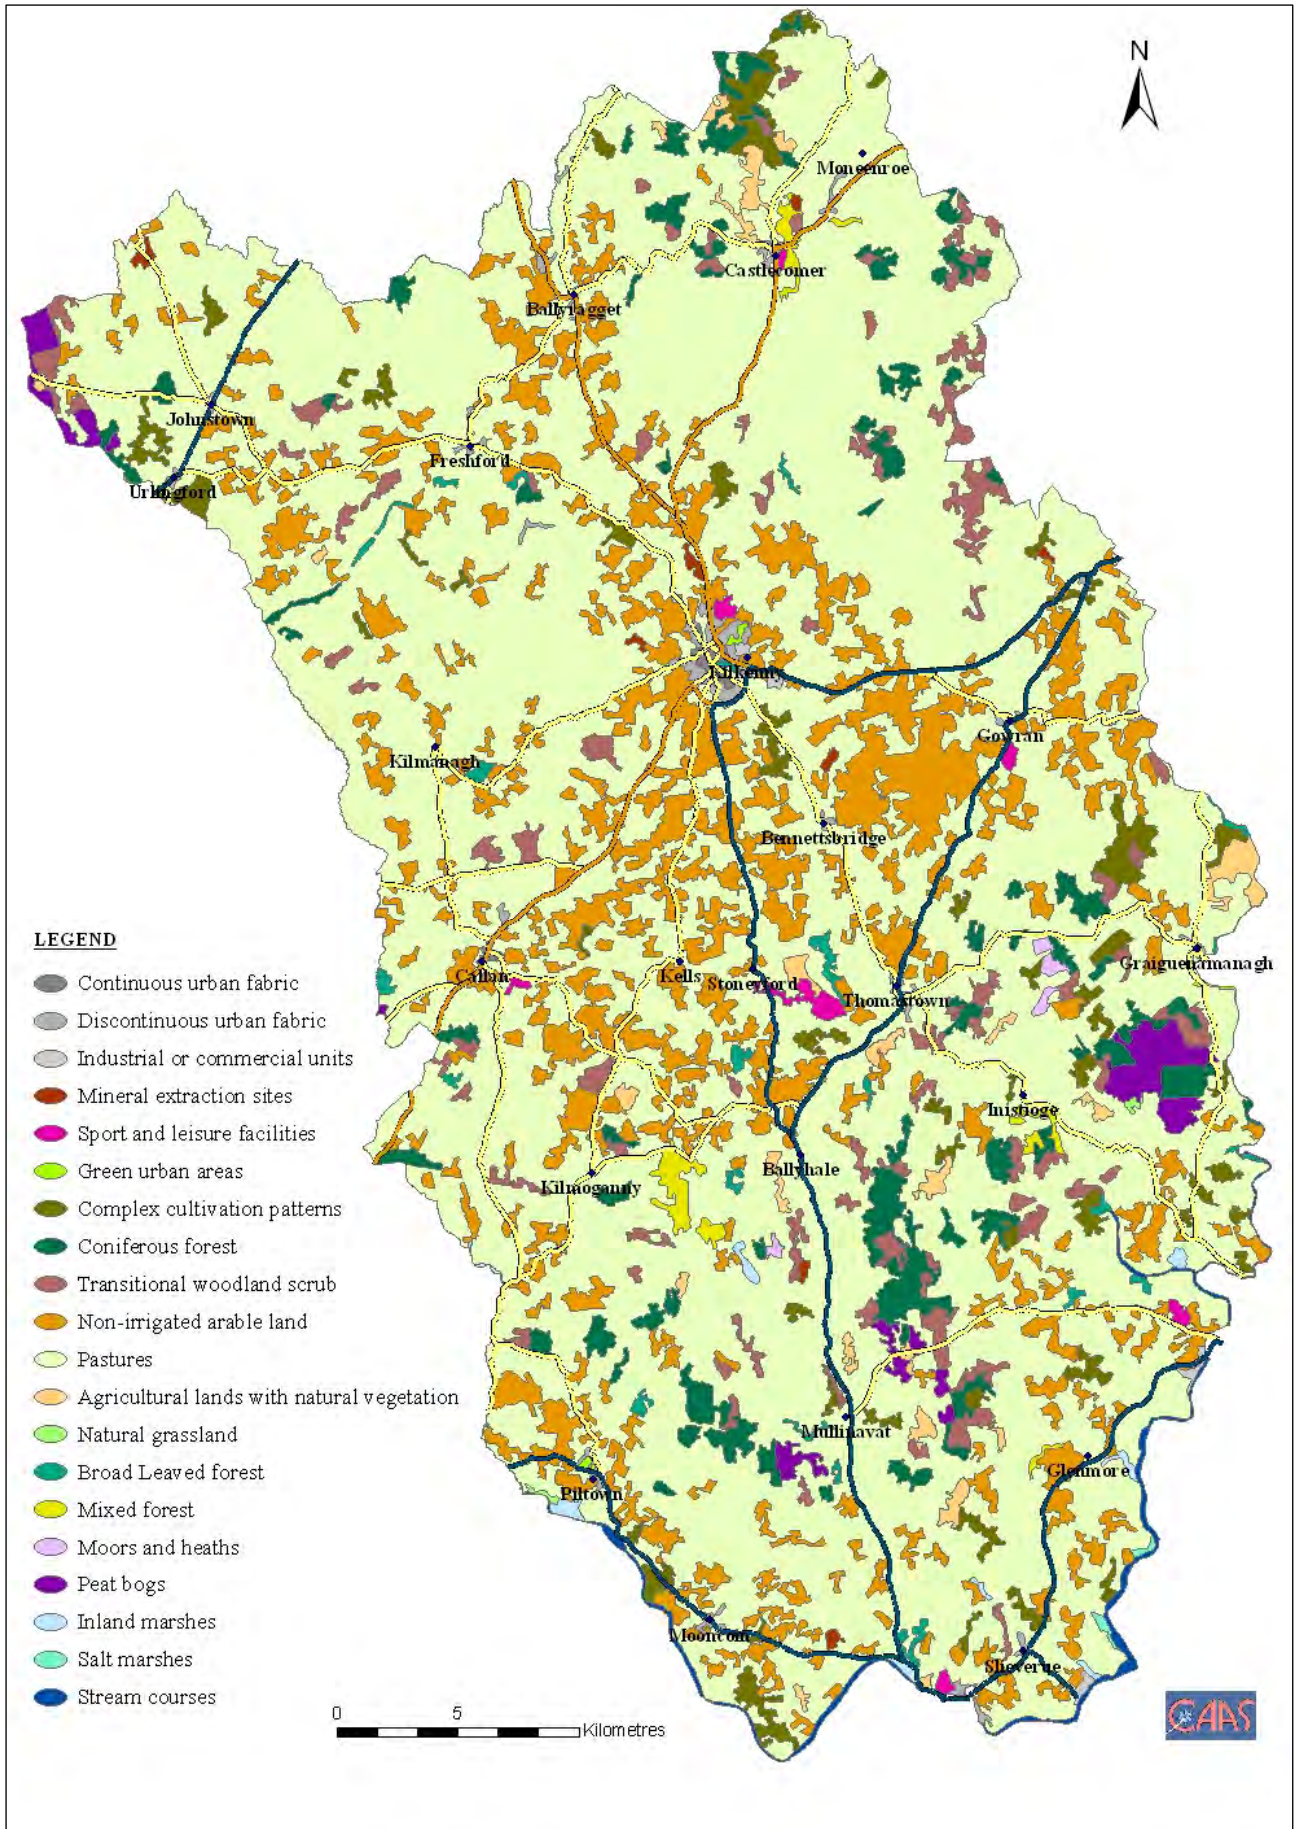 N
Moneenroe
Castlecomer
Ballyragget
Johnstown
Freshford
Urlingford
Kilkenny
Gowran
Kilmanagh
Bennettsbridge
LEGEND
Continuous urban fabric
Discontinuous urban fabric
Industrial or commercial units
Mineral extraction sites
Sport and leisure facilities
Green urban areas
Complex cultivation patterns
Coniferous forest
Transitional woodland scrub
Non-irrigated arable land
Pastures
Agricultural lands with natural vegetation
Natural grassland
Broad Leaved forest
Mixed forest
Moors and heaths
Peat bogs
Inland marshes
Salt marshes
Stream courses
Callan
Kells
Stoneyford
Thomastown
Graiguenamanagh
Inistioge
Ballyhale
Kilmoganny
Mullinavat
Glenmore
Piltown
Mooncoin
Slieverue
0 5
Kilometres
CAAS